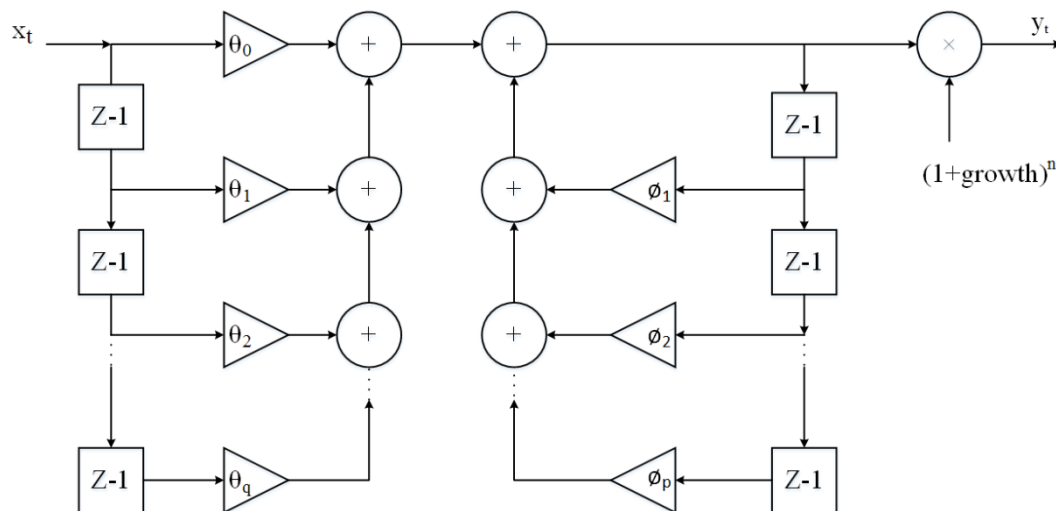 xt
θ0
+
+
×
yt
Z-1
Z-1
(1+growth)^n
θ1
+
+
ø1
Z-1
Z-1
θ2
+
+
ø2
Z-1
θq
øp
Z-1